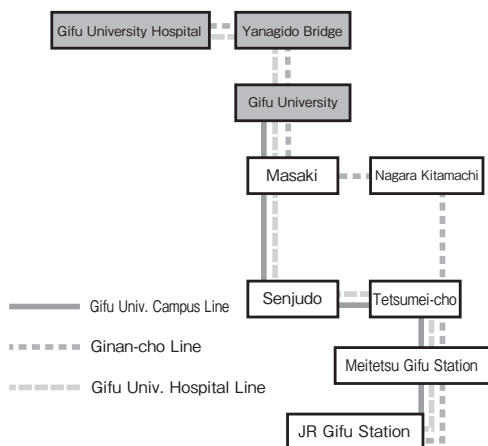 Gifu University Hospital
Yanagido Bridge
Gifu University
Masaki
Nagara Kitamachi
Senjudo
Tetsumei-cho
Gifu Univ. Campus Line
Ginan-cho Line
Meitetsu Gifu Station
Gifu Univ. Hospital Line
JR Gifu Station